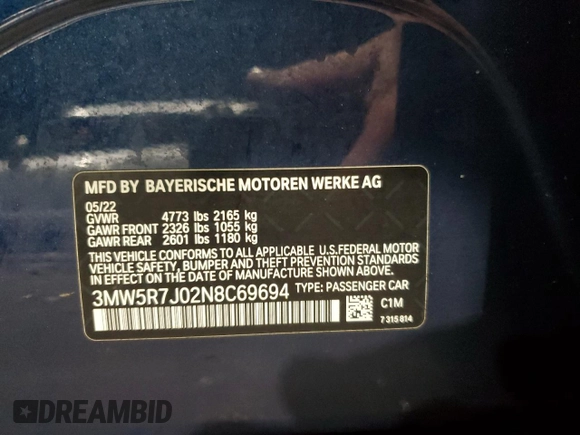 MFD BY BAYERISCHE MOTOREN WERKE AG
05/22
GVWR 4773 lbs 2165 kg
GAWR FRONT 2326 lbs 1055 kg
GAWR REAR 2601 lbs 1180 kg
THIS VEHICLE CONFORMS TO ALL APPLICABLE U.S.FEDERAL MOTOR
VEHICLE SAFETY, BUMPER AND THEFT PREVENTION STANDARDS
IN EFFECT ON THE DATE OF MANUFACTURE SHOWN ABOVE.
3MW5R7J02N8C69694 TYPE: PASSENGER CAR
C1M
7 315 814
DREAMBID